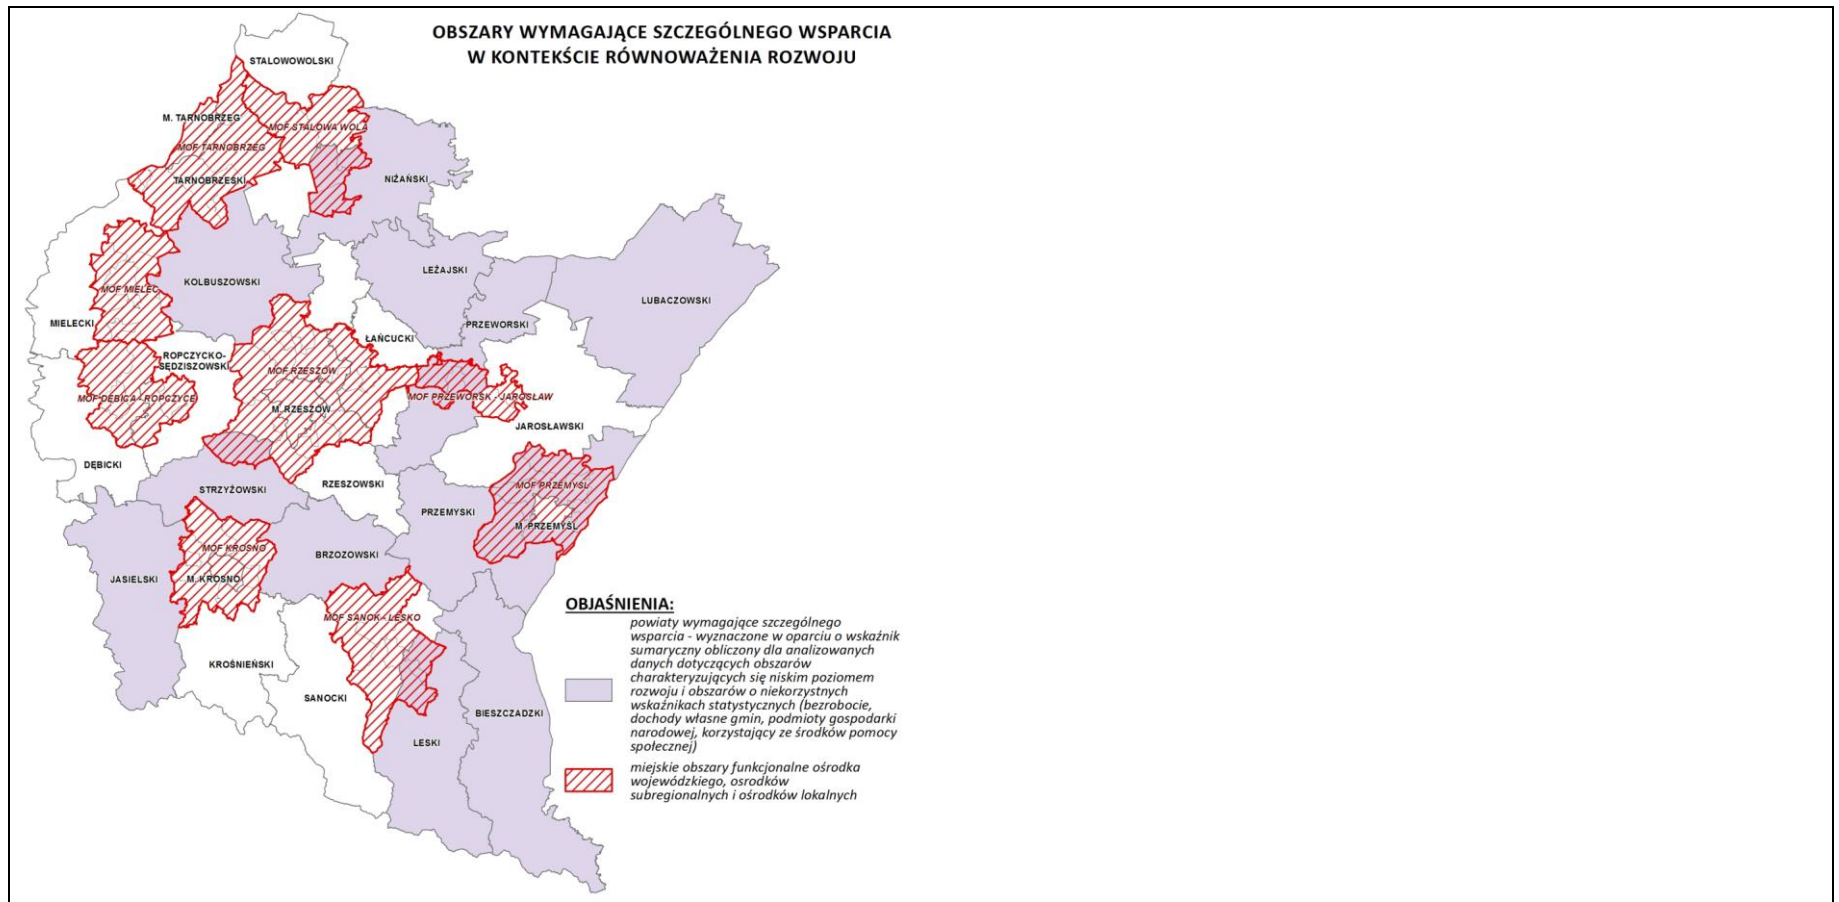 OBSZARY WYMAGAJĄCE SZCZEGÓLNEGO WSPARCIA
W KONTEKŚCIE RÓWNOWAŻENIA ROZWOJU
STALOWOWOLSKI
M. TARNOBRZEG
MOF STALOWA WOLA
MOF TARNOBRZEG
TARNOBRZESKI
NIŻAŃSKI
LEŻAJSKI
KOLBUSZOWSKI
MOF MIELEC
LUBACZOWSKI
MIELECKI
PRZEWORSKI
ŁAŃCUCKI
ROPCZYCKO-
SĘDZISZOWSKI
MOF RZESZÓW
MOF DĘBICA - ROPCZYCE
MOF PRZEWORSK - JAROSŁAW
M. RZESZÓW
JAROSŁAWSKI
DĘBICKI
RZESZOWSKI
MOF PRZEMYŚL
STRZYŻOWSKI
PRZEMYSKI
M. PRZEMYŚL
MOF KROSNO
BRZOZOWSKI
JASIELSKI
M. KROSNO
MOF SANOK - LESKO
KROŚNIEŃSKI
SANOCKI
BIESZCZADZKI
LESKI
OBJAŚNIENIA:
powiaty wymagające szczególnego
wsparcia - wyznaczone w oparciu o wskaźnik
sumaryczny obliczony dla analizowanych
danych dotyczących obszarów
charakteryzujących się niskim poziomem
rozwoju i obszarów o niekorzystnych
wskaźnikach statystycznych (bezrobocie,
dochody własne gmin, podmioty gospodarki
narodowej, korzystający ze środków pomocy
społecznej)
miejskie obszary funkcjonalne ośrodka
wojewódzkiego, osrodków
subregionalnych i ośrodków lokalnych